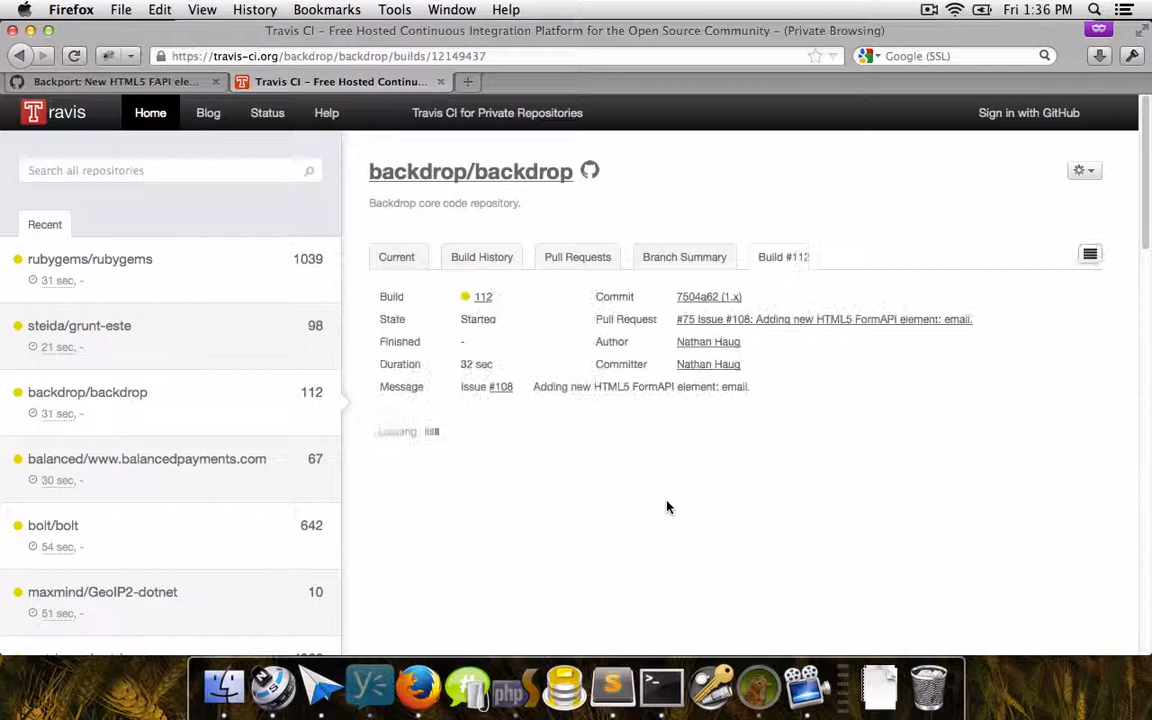 Firefox File Edit View History Bookmarks Tools Window Help Fri 1:36 PM
Travis CI – Free Hosted Continuous Integration Platform for the Open Source Community – (Private Browsing)
https://travis-ci.org/backdrop/backdrop/builds/12149437 Google (SSL)
Backport: New HTML5 FAPI ele... Travis CI – Free Hosted Continu...
Travis Home Blog Status Help Travis CI for Private Repositories Sign in with GitHub
Search all repositories
Recent
rubygems/rubygems 1039
31 sec, -
steida/grunt-este 98
21 sec, -
backdrop/backdrop 112
31 sec, -
balanced/www.balancedpayments.com 67
30 sec, -
bolt/bolt 642
54 sec, -
maxmind/GeoIP2-dotnet 10
51 sec, -
backdrop/backdrop
Backdrop core code repository.
Current Build History Pull Requests Branch Summary Build #112
Build 112 Commit 7504a62 (1.x)
State Started Pull Request #75 Issue #108: Adding new HTML5 FormAPI element: email.
Finished - Author Nathan Haug
Duration 32 sec Committer Nathan Haug
Message Issue #108 Adding new HTML5 FormAPI element: email.
Loading
php